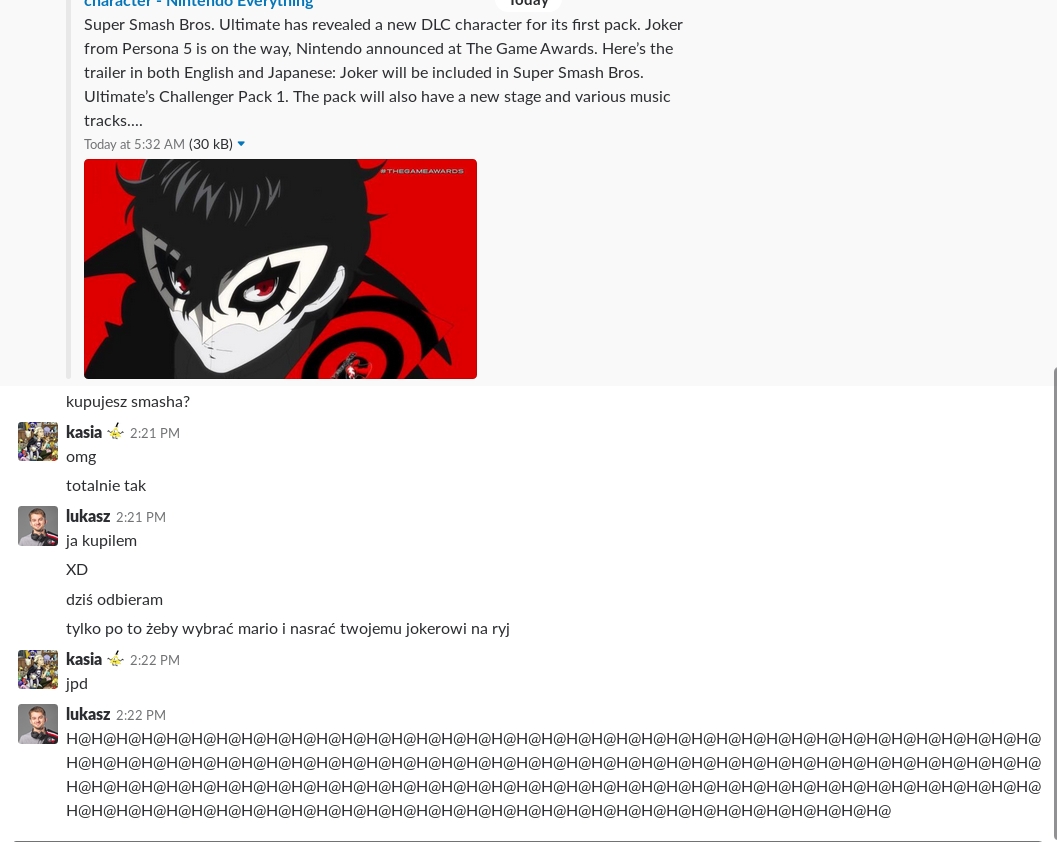 character - Nintendo Everything
Today
Super Smash Bros. Ultimate has revealed a new DLC character for its first pack. Joker
from Persona 5 is on the way, Nintendo announced at The Game Awards. Here's the
trailer in both English and Japanese: Joker will be included in Super Smash Bros.
Ultimate's Challenger Pack 1. The pack will also have a new stage and various music
tracks....
Today at 5:32 AM (30 kB)
#THEGAMEAWARDS
kupujesz smasha?
kasia 2:21 PM
omg
totalnie tak
lukasz 2:21 PM
ja kupilem
XD
dziś odbieram
tylko po to żeby wybrać mario i nasrać twojemu jokerowi na ryj
kasia 2:22 PM
jpd
lukasz 2:22 PM
H@H@H@H@H@H@H@H@H@H@H@H@H@H@H@H@H@H@H@H@H@H@H@H@H@H@H@H@H@H@H@H@H@H@H@H@H@H@H@
H@H@H@H@H@H@H@H@H@H@H@H@H@H@H@H@H@H@H@H@H@H@H@H@H@H@H@H@H@H@H@H@H@H@H@H@H@H@H@
H@H@H@H@H@H@H@H@H@H@H@H@H@H@H@H@H@H@H@H@H@H@H@H@H@H@H@H@H@H@H@H@H@H@H@H@H@H@H@
H@H@H@H@H@H@H@H@H@H@H@H@H@H@H@H@H@H@H@H@H@H@H@H@H@H@H@H@H@H@H@H@H@